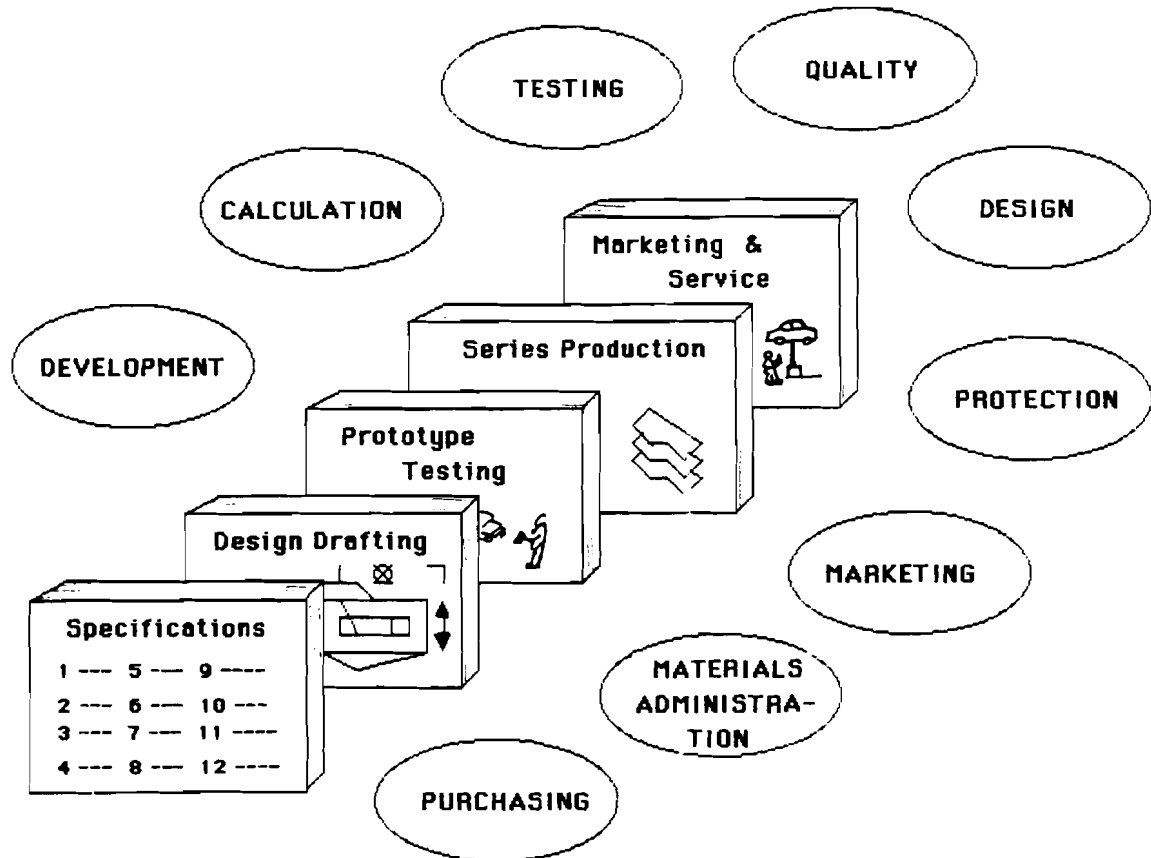 TESTING
QUALITY
CALCULATION
DESIGN
Marketing &
Service
DEVELOPMENT
Series Production
PROTECTION
Prototype
Testing
Design Drafting
MARKETING
Specifications
1 --- 5 --- 9 ----
2 --- 6 --- 10 ---
3 --- 7 --- 11 ----
4 --- 8 --- 12 ----
MATERIALS
ADMINISTRA-
TION
PURCHASING